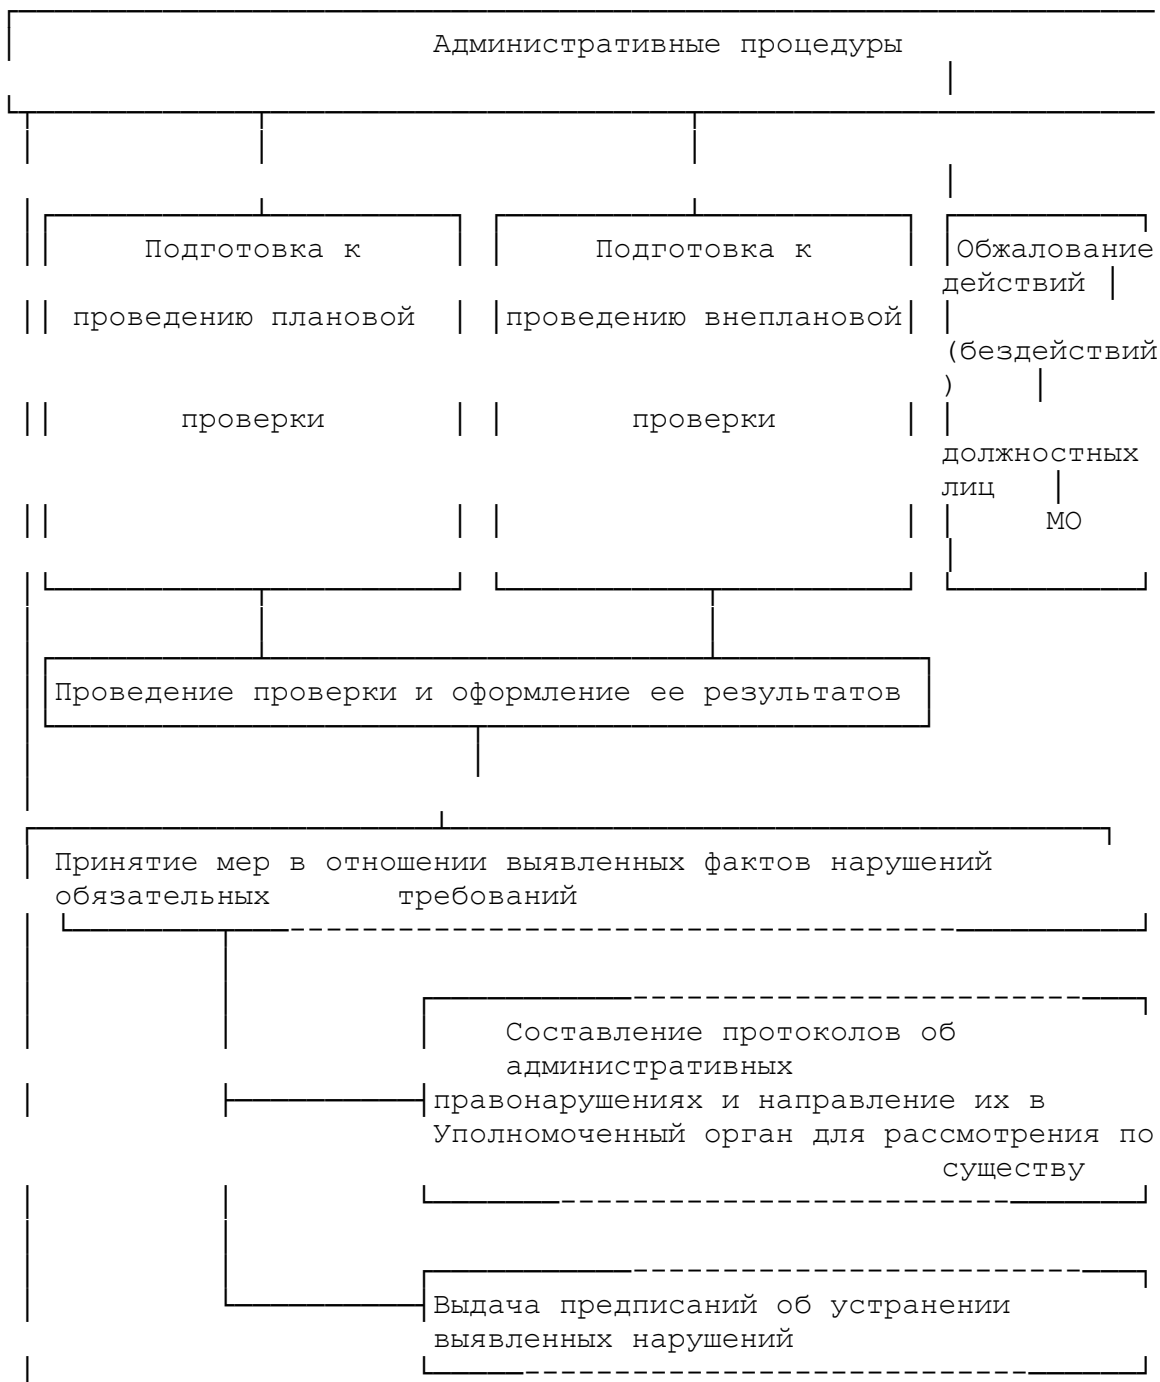 Административные процедуры
Подготовка к Подготовка к Обжалование
действий
проведению плановой проведению внеплановой
(бездействий
)
проверки проверки
должностных
лиц
МО
Проведение проверки и оформление ее результатов
Принятие мер в отношении выявленных фактов нарушений
обязательных требований
Составление протоколов об
административных
правонарушениях и направление их в
Уполномоченный орган для рассмотрения по
существу
Выдача предписаний об устранении
выявленных нарушений